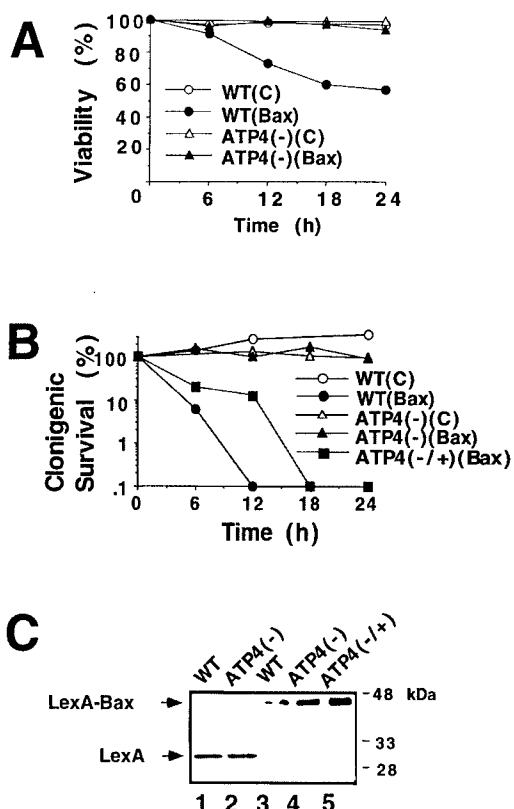 A
Viability (%)
100
80
60
40
20
0
6
12
18
24
Time (h)
WT(C)
WT(Bax)
ATP4(-)(C)
ATP4(-)(Bax)
B
Clonigenic Survival (%)
100
10
1
.1
0
6
12
18
24
Time (h)
WT(C)
WT(Bax)
ATP4(-)(C)
ATP4(-)(Bax)
ATP4(-/+)(Bax)
C
WT
ATP4(-)
WT
ATP4(-)
ATP4(-/+)
LexA-Bax
LexA
48 kDa
33
28
1 2 3 4 5